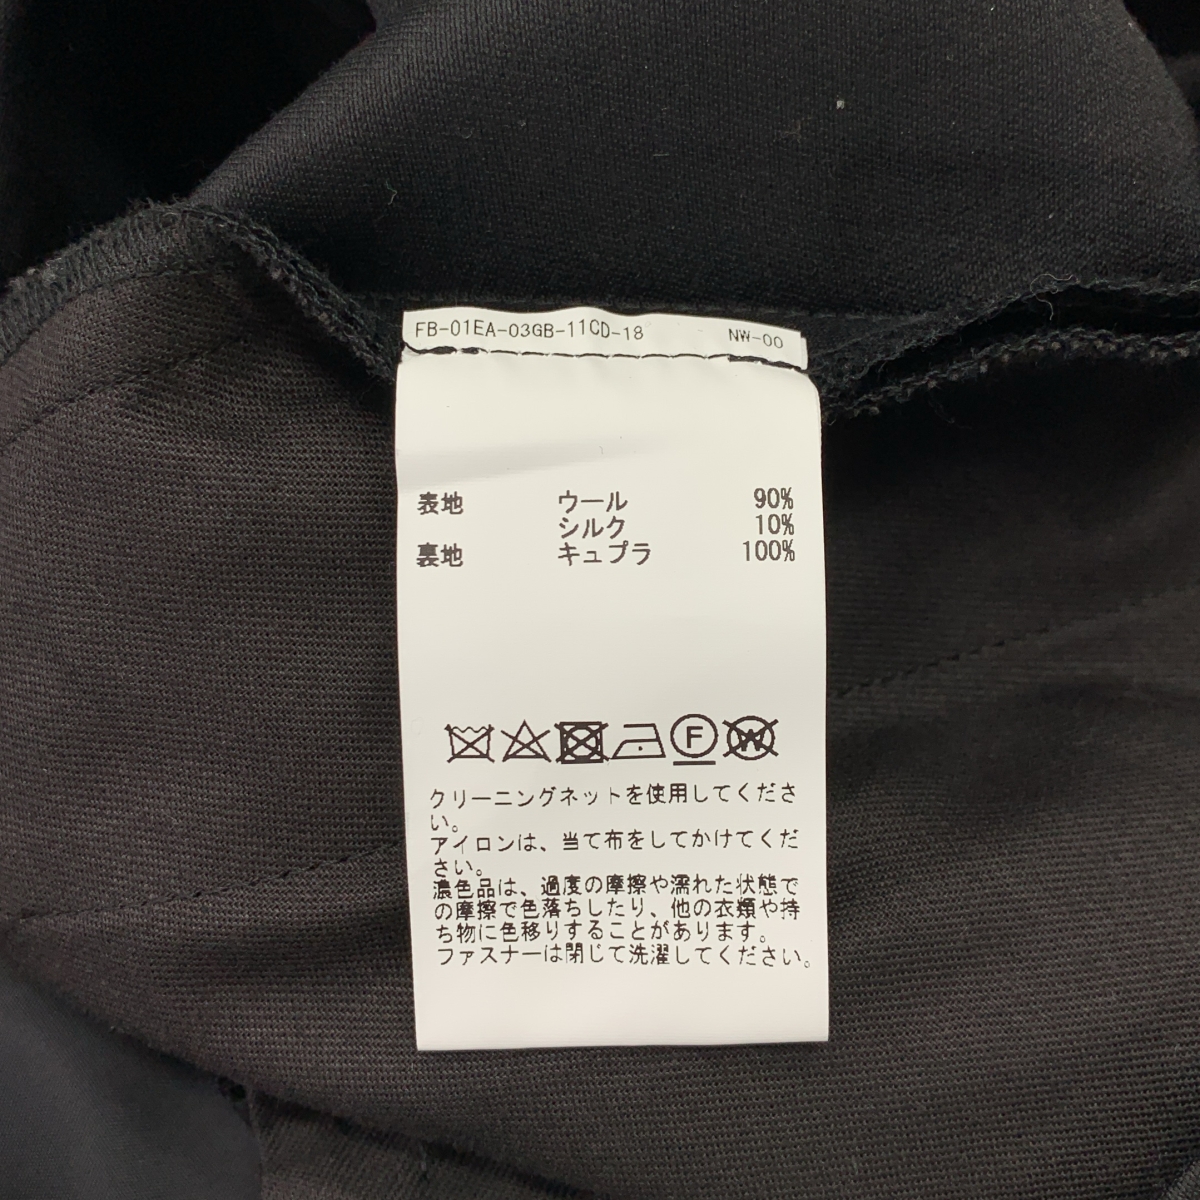 FB-01EA-03GB-11CD-18 NW-00
表地 ウール 90%
シルク 10%
裏地 キュプラ 100%
F W
クリーニングネットを使用してくださ
い。
アイロンは、当て布をしてかけてくだ
さい。
濃色品は、過度の摩擦や濡れた状態で
の摩擦で色落ちしたり、他の衣類や持
ち物に色移りすることがあります。
ファスナーは閉じて洗濯してください。